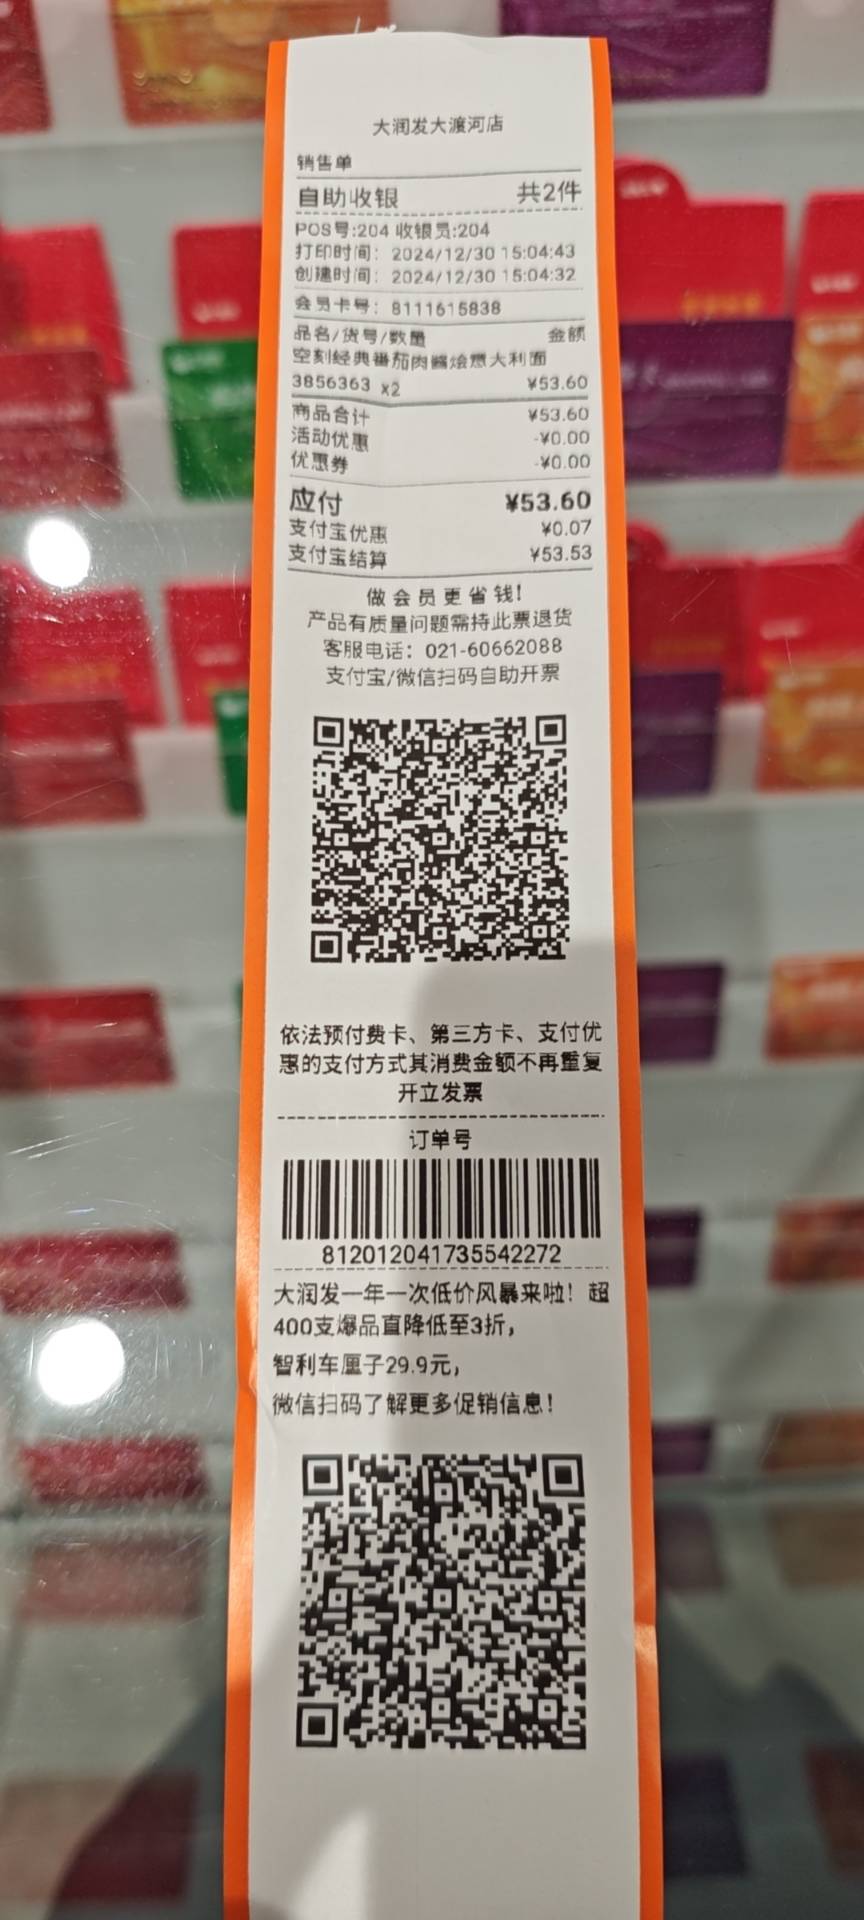 大润发大渡河店
销售单
自助收银 共2件
POS号:204 收银员:204
打印时间: 2024/12/30 15:04:43
创建时间: 2024/12/30 15:04:32
会员卡号: 8111615838
品名/货号/数量 金额
空刻经典番茄肉酱烩意大利面
3856363 x2 ¥53.60
商品合计 ¥53.60
活动优惠 -¥0.00
优惠券 -¥0.00
应付 ¥53.60
支付宝优惠 ¥0.07
支付宝结算 ¥53.53
做会员更省钱!
产品有质量问题需持此票退货
客服电话: 021-60662088
支付宝/微信扫码自助开票
依法预付费卡、第三方卡、支付优
惠的支付方式其消费金额不再重复
开立发票
订单号
812012041735542272
大润发一年一次低价风暴来啦! 超
400支爆品直降低至3折,
智利车厘子29.9元,
微信扫码了解更多促销信息!